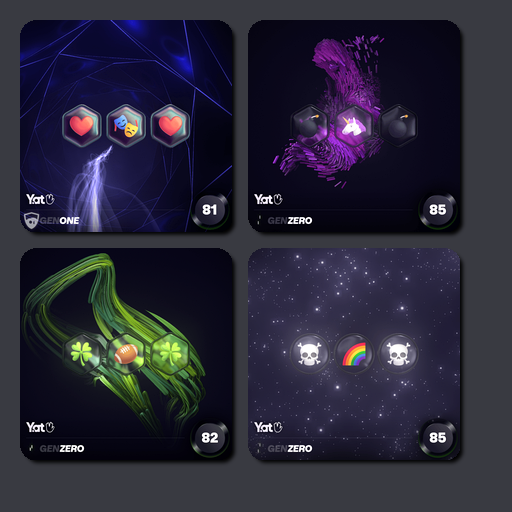 Yat
GENONE
81
Yat
GENZERO
85
Yat
GENZERO
82
Yat
GENZERO
85